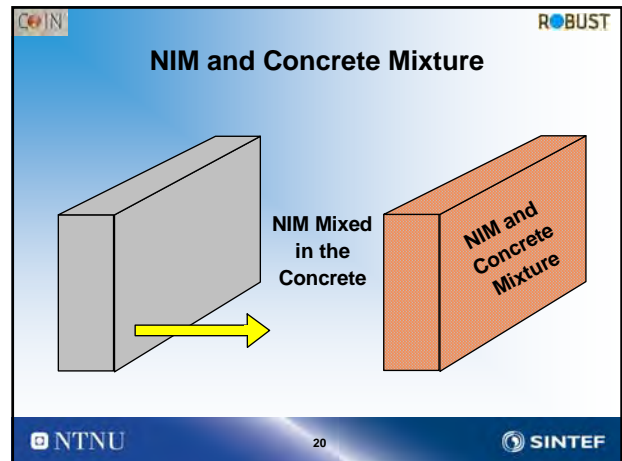 COIN
ROBUST
NIM and Concrete Mixture
NIM Mixed
in the
Concrete
NIM and
Concrete
Mixture
NTNU
20
SINTEF